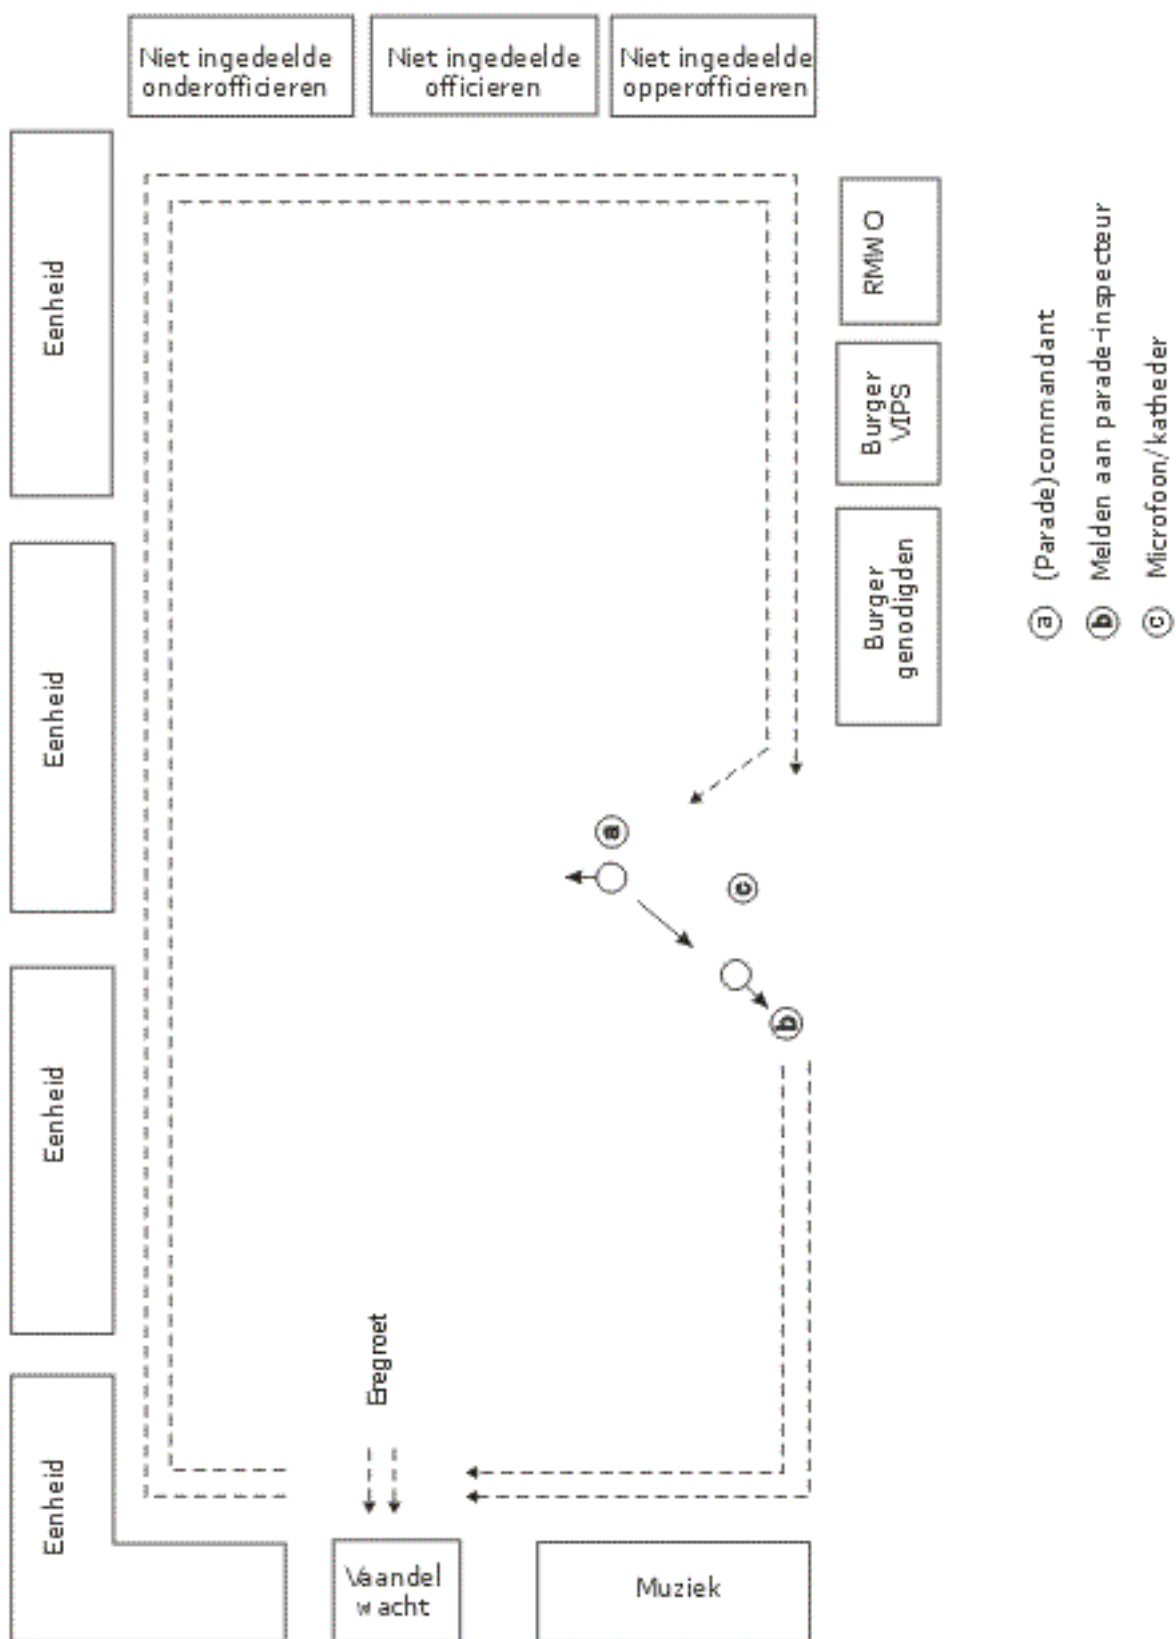 Niet ingedeelde
onderofficieren
Niet ingedeelde
officieren
Niet ingedeelde
opperofficieren
Eenheid
Eenheid
Eenheid
Eenheid
RMWO
Burger
VIPS
Burger
genodigden
a
c
b
Eregroet
Vaandel
wacht
Muziek
a (Parade)commandant
b Melden aan parade-inspecteur
c Microfoon/katheder